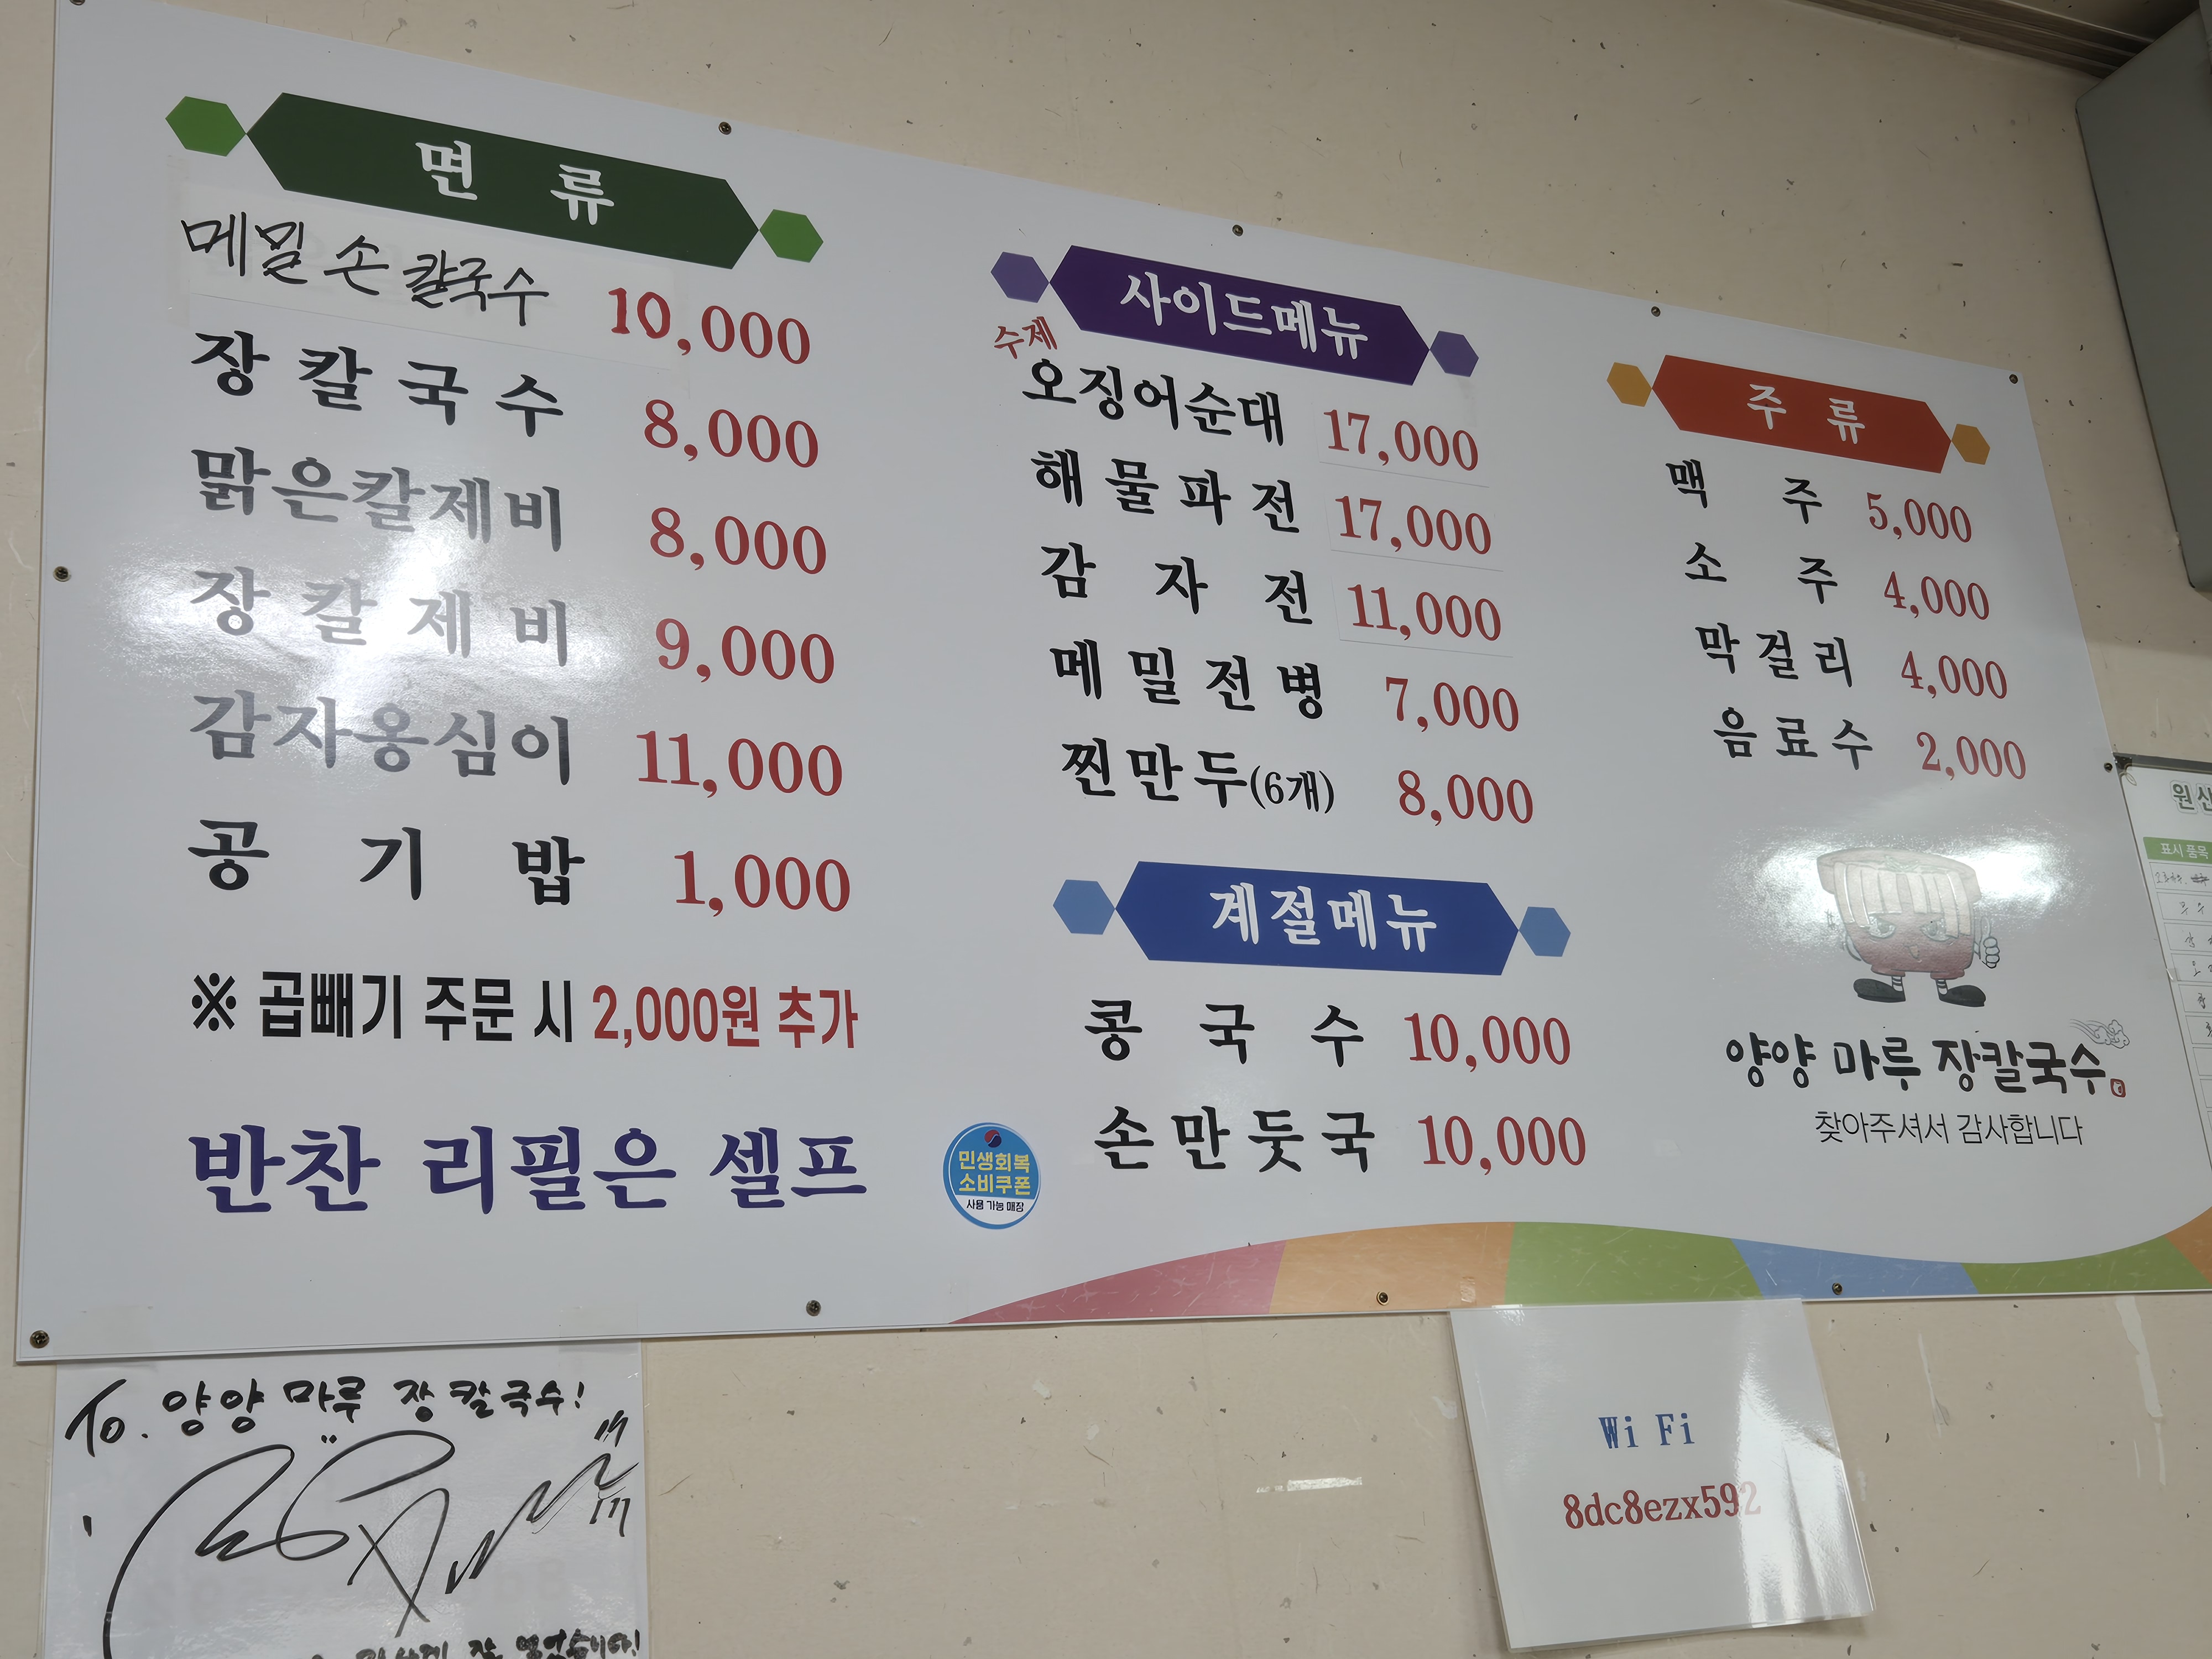 면 류
메밀 손 칼국수 10,000
장칼국수 8,000
맑은칼제비 8,000
장칼제비 9,000
감자옹심이 11,000
공기밥 1,000
※ 곱빼기 주문 시 2,000원 추가
반찬 리필은 셀프
민생회복
소비쿠폰
사용 가능 매장
사이드메뉴
수제
오징어순대 17,000
해물파전 17,000
감자전 11,000
메밀전병 7,000
찐만두(6개) 8,000
계절메뉴
콩국수 10,000
손만둣국 10,000
주 류
맥주 5,000
소주 4,000
막걸리 4,000
음료수 2,000
양양 마루 장칼국수
찾아주셔서 감사합니다
표시 품목
To. 양양 마루 장칼국수!
WiFi
8dc8ezx592